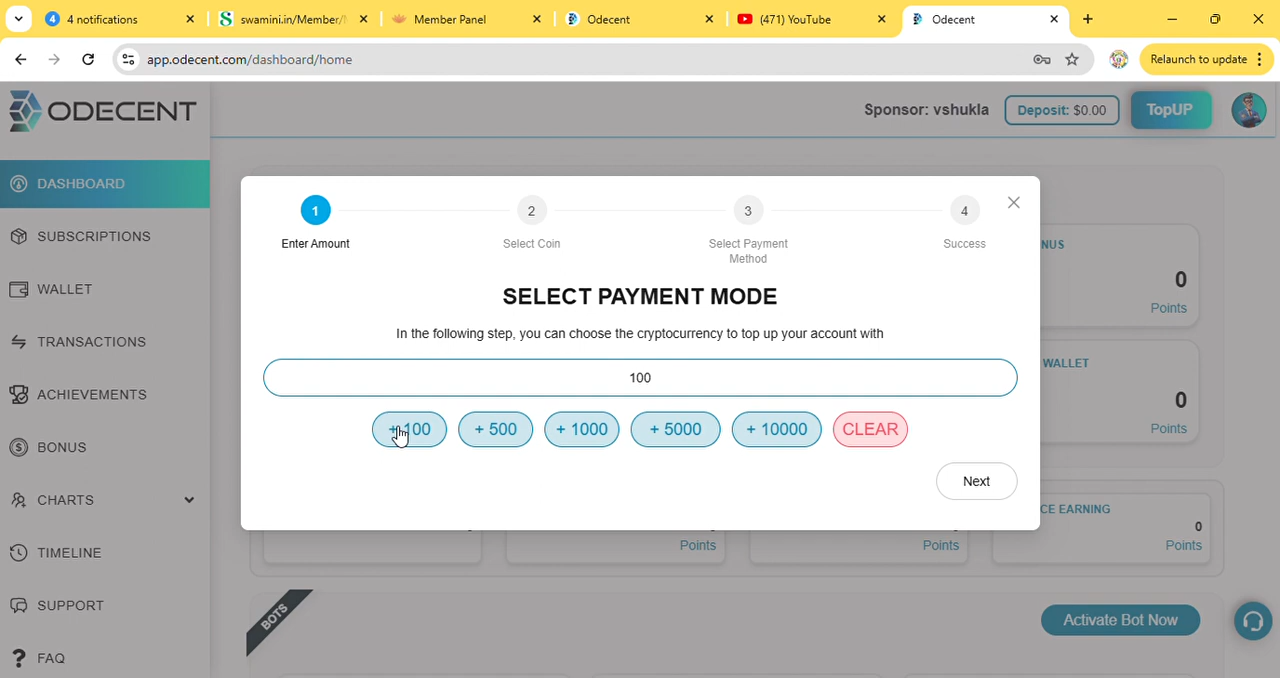 4 notifications
swamini.in/Member/
Member Panel
Odecent
(471) YouTube
Odecent
app.odecent.com/dashboard/home
Relaunch to update
ODECENT
Sponsor: vshukla
Deposit: $0.00
TopUP
DASHBOARD
SUBSCRIPTIONS
WALLET
TRANSACTIONS
ACHIEVEMENTS
BONUS
CHARTS
TIMELINE
SUPPORT
FAQ
1
2
3
4
Enter Amount
Select Coin
Select Payment
Method
Success
SELECT PAYMENT MODE
In the following step, you can choose the cryptocurrency to top up your account with
100
+ 100
+ 500
+ 1000
+ 5000
+ 10000
CLEAR
Next
NUS
0
Points
WALLET
0
Points
CE EARNING
0
Points
Points
Points
BOTS
Activate Bot Now